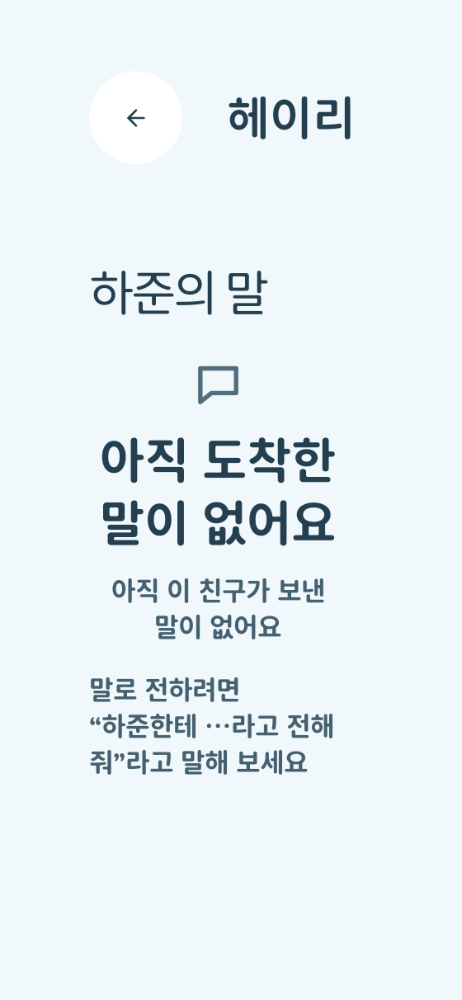 헤이리
하준의 말
아직 도착한
말이 없어요
아직 이 친구가 보낸
말이 없어요
말로 전하려면
“하준한테 …라고 전해
줘”라고 말해 보세요